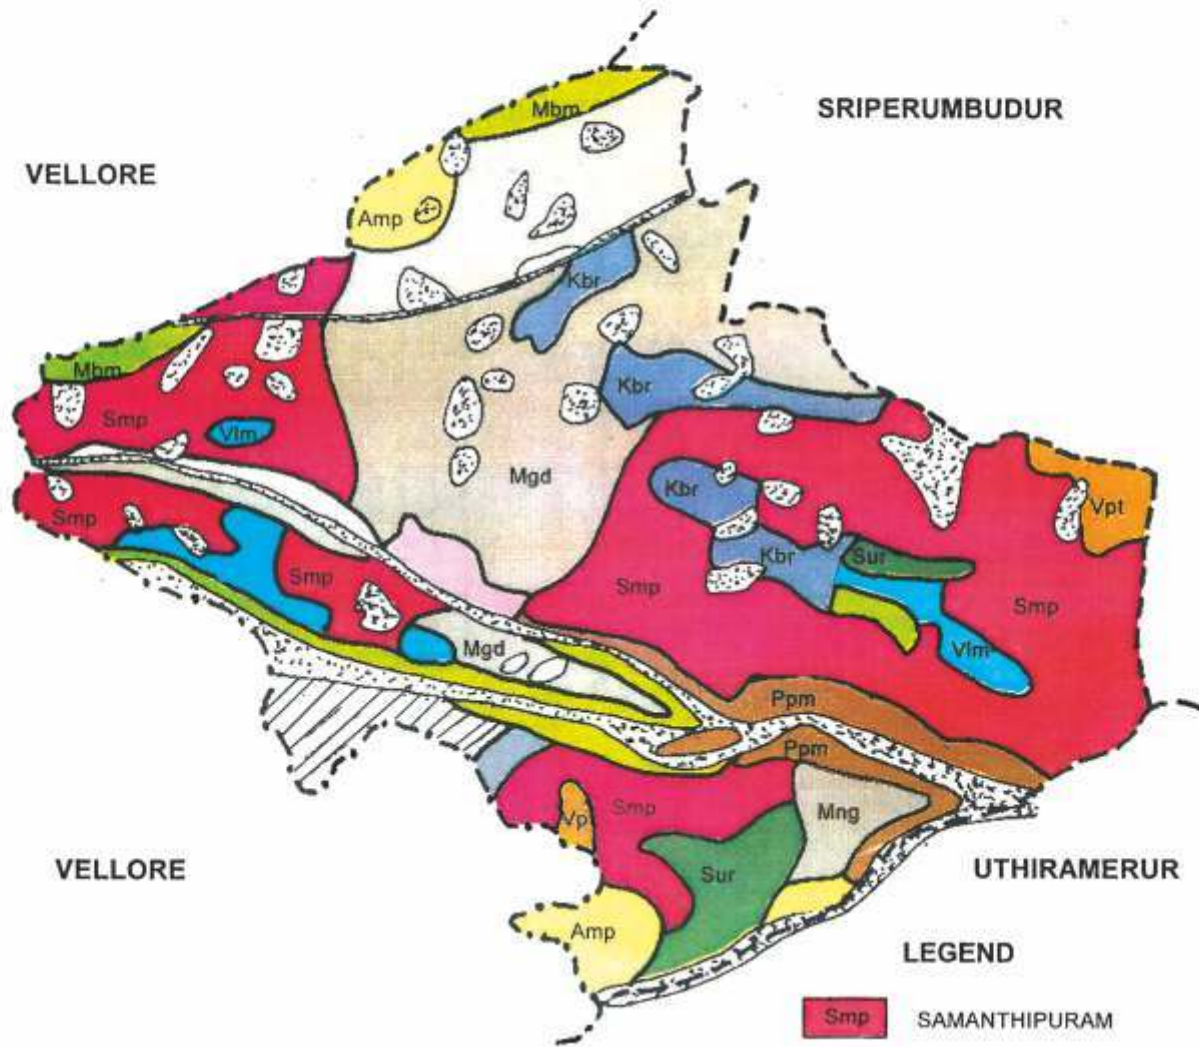 Mbm
SRIPERUMBUDUR
VELLORE
Amp
Kbr
Mbm
Kbr
Smp
Vlm
Mgd
Kbr
Vpt
Smp
Kbr
Sur
Smp
Smp
Smp
Mgd
Vlm
Ppm
Ppm
Smp
Mng
Vp
VELLORE
Sur
UTHIRAMERUR
Amp
LEGEND
Smp SAMANTHIPURAM